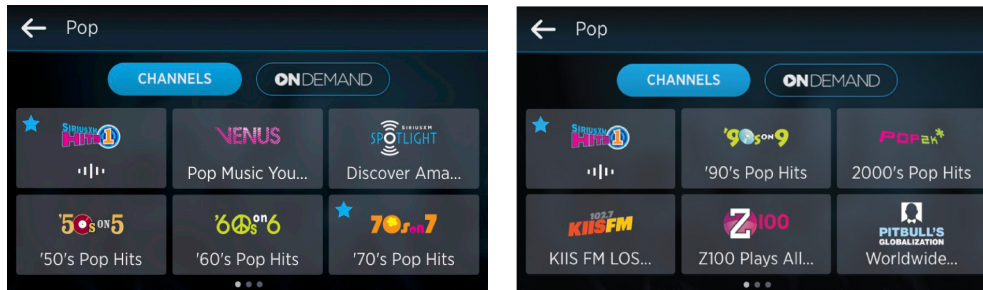 Pop
CHANNELS
ONDEMAND
SIRIUSXM
HITS 1
VENUS
Pop Music You...
SIRIUSXM
SPOTLIGHT
Discover Ama...
'50s ON 5
'50's Pop Hits
'60s on 6
'60's Pop Hits
70s on 7
'70's Pop Hits
Pop
CHANNELS
ONDEMAND
SIRIUSXM
HITS 1
'90s ON 9
'90's Pop Hits
POP2K
2000's Pop Hits
102.7
KIIS FM
KIIS FM LOS...
Z100
Z100 Plays All...
PITBULL'S
GLOBALIZATION
Worldwide...